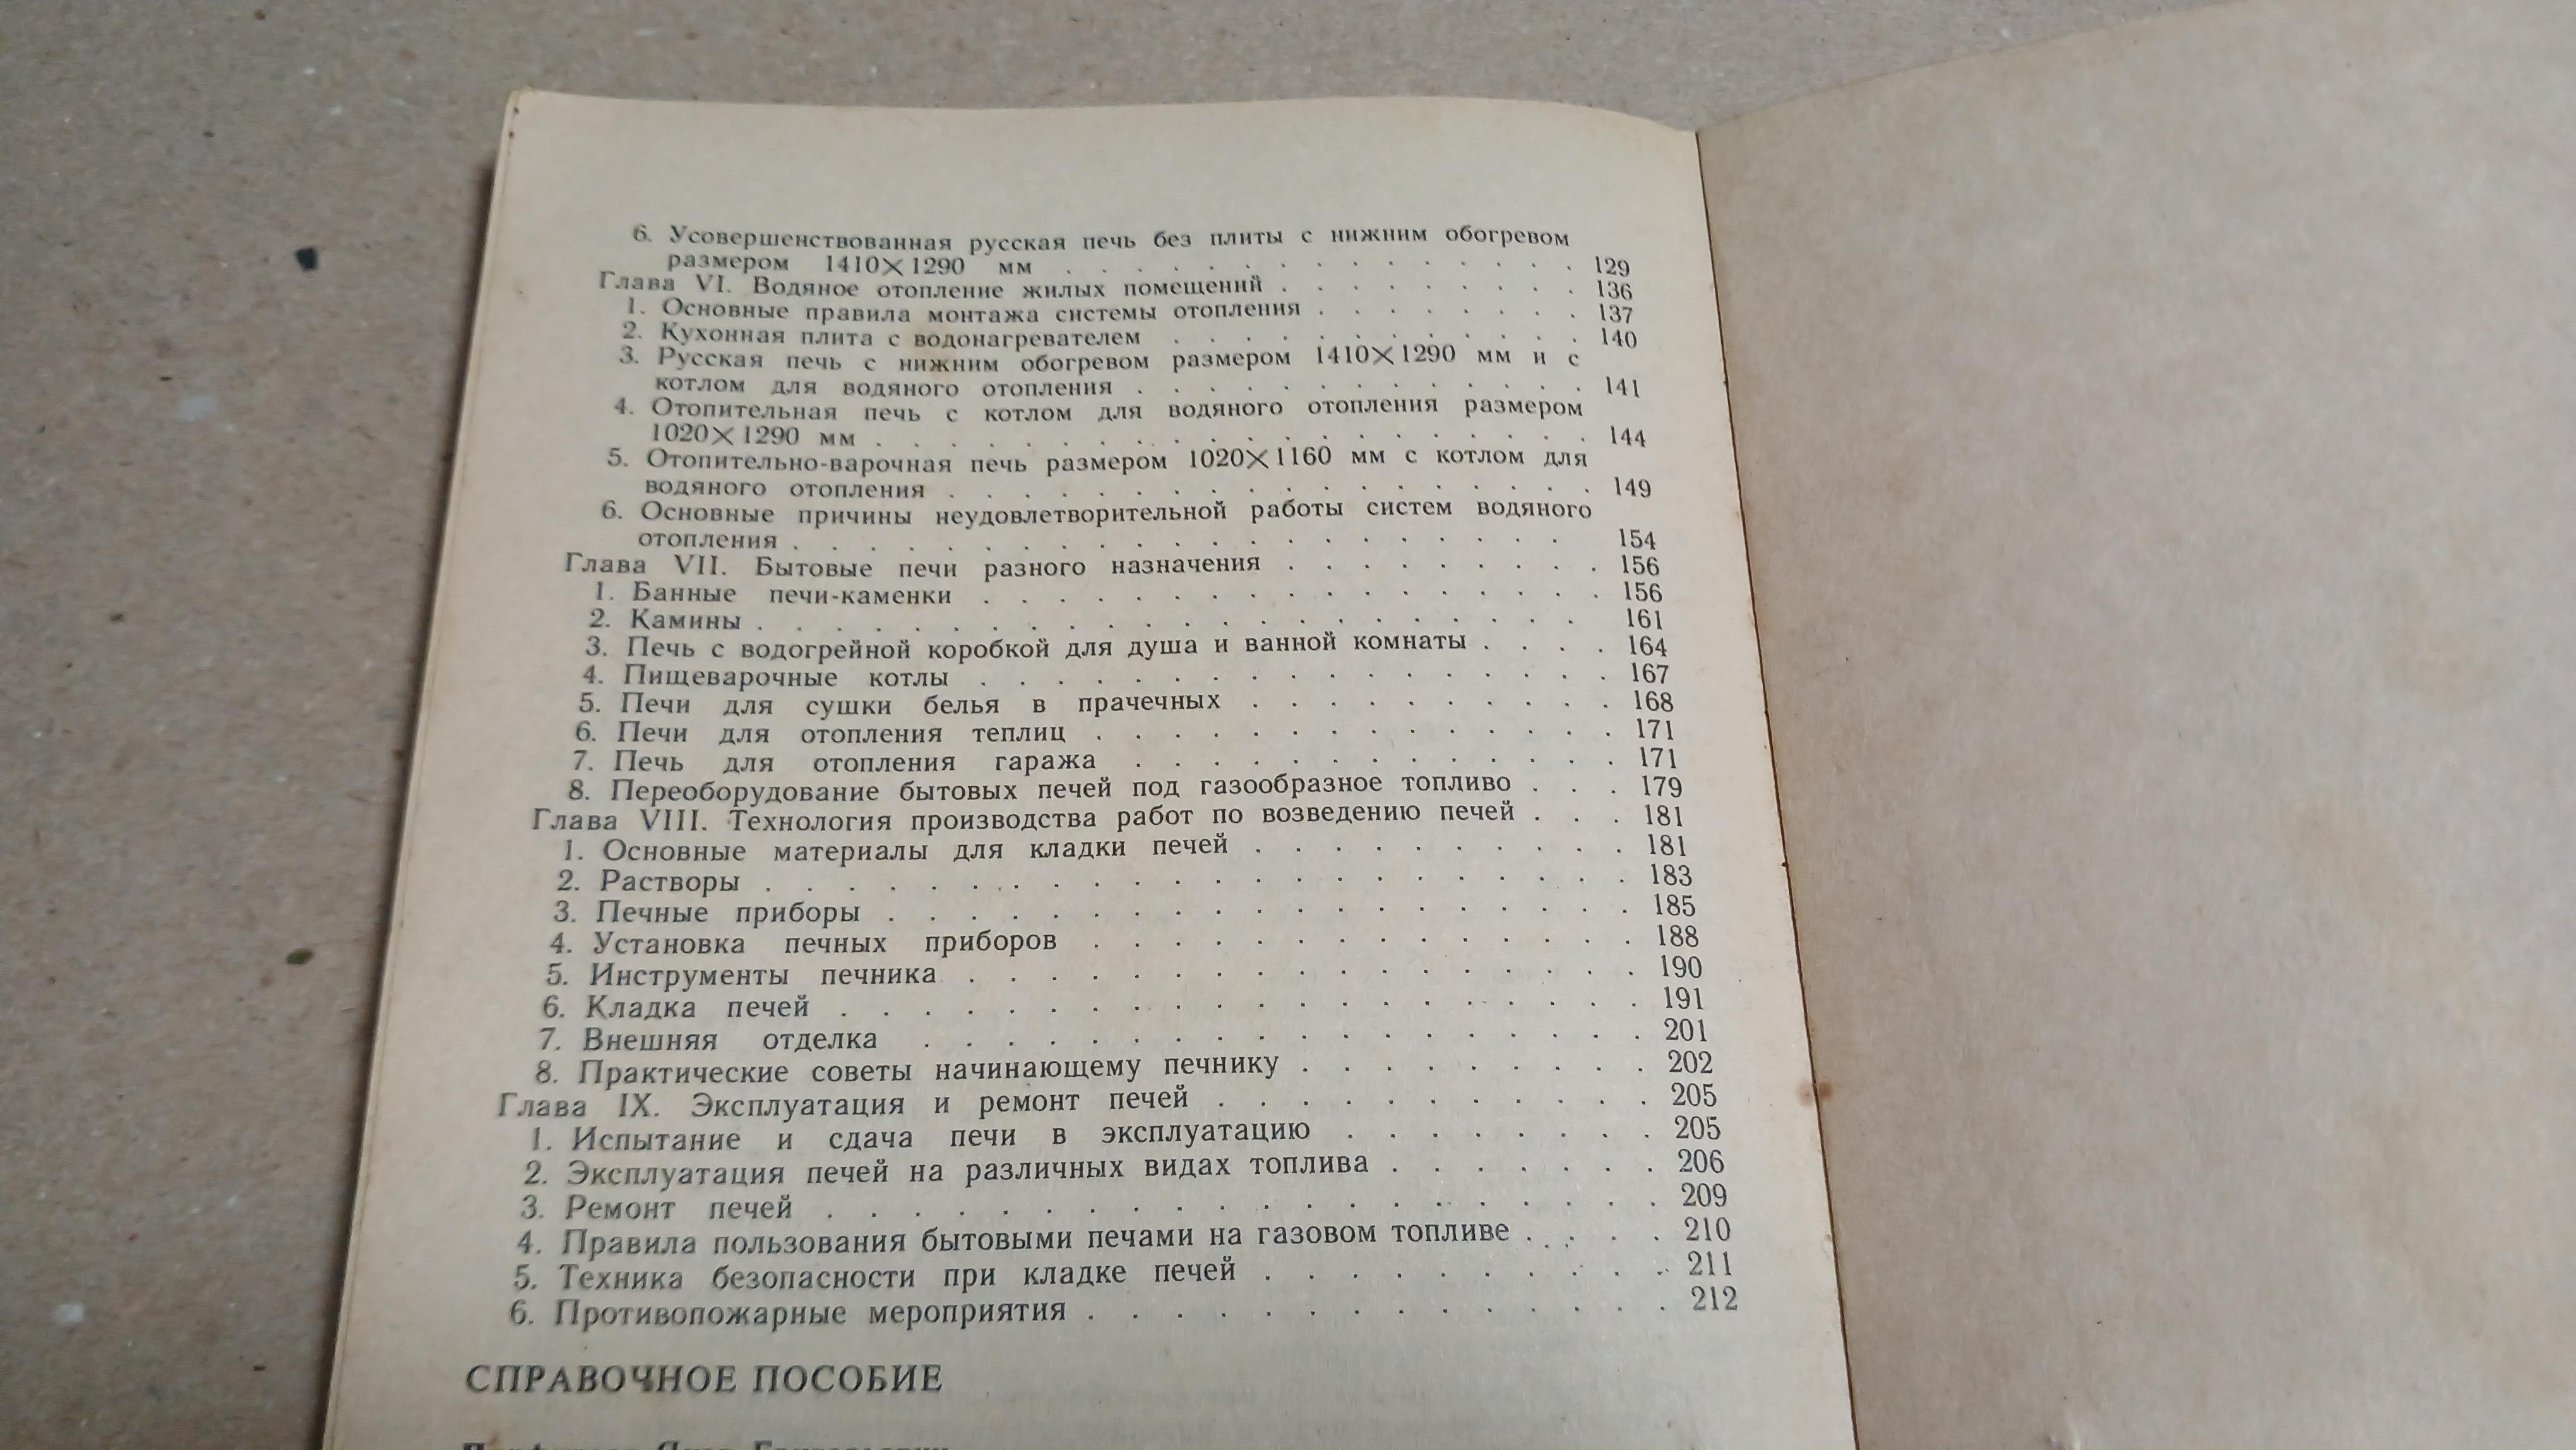 6. Усовершенствованная русская печь без плиты с нижним обогревом
размером 1410×1290 мм . . . . . . . . . . . . . . 129
Глава VI. Водяное отопление жилых помещений . . . . . . . . . 136
1. Основные правила монтажа системы отопления . . . . . . . . 137
2. Кухонная плита с водонагревателем . . . . . . . . . . 140
3. Русская печь с нижним обогревом размером 1410×1290 мм и с
котлом для водяного отопления . . . . . . . . . . . . . 141
4. Отопительная печь с котлом для водяного отопления размером
1020×1290 мм . . . . . . . . . . . . . . . . . . 144
5. Отопительно-варочная печь размером 1020×1160 мм с котлом для
водяного отопления . . . . . . . . . . . . . . . . . . 149
6. Основные причины неудовлетворительной работы систем водяного
отопления . . . . . . . . . . . . . . . . . . . . . 154
Глава VII. Бытовые печи разного назначения . . . . . . . . . 156
1. Банные печи-каменки . . . . . . . . . . . . . . . . 156
2. Камины . . . . . . . . . . . . . . . . . . . . 161
3. Печь с водогрейной коробкой для душа и ванной комнаты . . . . 164
4. Пищеварочные котлы . . . . . . . . . . . . . . . . 167
5. Печи для сушки белья в прачечных . . . . . . . . . . 168
6. Печи для отопления теплиц . . . . . . . . . . . . . . 171
7. Печь для отопления гаража . . . . . . . . . . . . . 171
8. Переоборудование бытовых печей под газообразное топливо . . . 179
Глава VIII. Технология производства работ по возведению печей . . . 181
1. Основные материалы для кладки печей . . . . . . . . . . 181
2. Растворы . . . . . . . . . . . . . . . . . . . . . 183
3. Печные приборы . . . . . . . . . . . . . . . . . . 185
4. Установка печных приборов . . . . . . . . . . . . . . 188
5. Инструменты печника . . . . . . . . . . . . . . . . . 190
6. Кладка печей . . . . . . . . . . . . . . . . . . . 191
7. Внешняя отделка . . . . . . . . . . . . . . . . . 201
8. Практические советы начинающему печнику . . . . . . . . . 202
Глава IX. Эксплуатация и ремонт печей . . . . . . . . . . . 205
1. Испытание и сдача печи в эксплуатацию . . . . . . . . 205
2. Эксплуатация печей на различных видах топлива . . . . . . . 206
3. Ремонт печей . . . . . . . . . . . . . . . . . . . . 209
4. Правила пользования бытовыми печами на газовом топливе . . . . 210
5. Техника безопасности при кладке печей . . . . . . . . . . 211
6. Противопожарные мероприятия . . . . . . . . . . . . . . 212
СПРАВОЧНОЕ ПОСОБИЕ